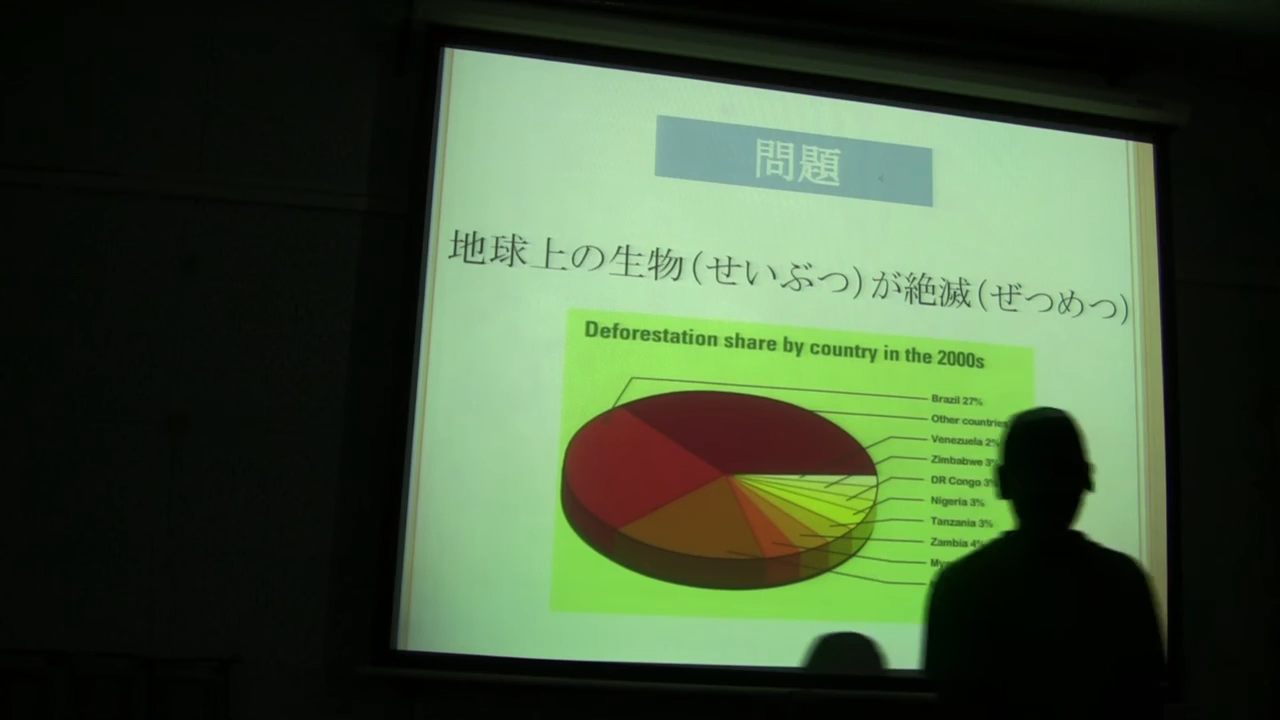 問題
地球上の生物(せいぶつ)が絶滅(ぜつめつ)
Deforestation share by country in the 2000s
Brazil 27%
Other countries
Venezuela 2%
Zimbabwe 3%
DR Congo 3%
Nigeria 3%
Tanzania 3%
Zambia 4%